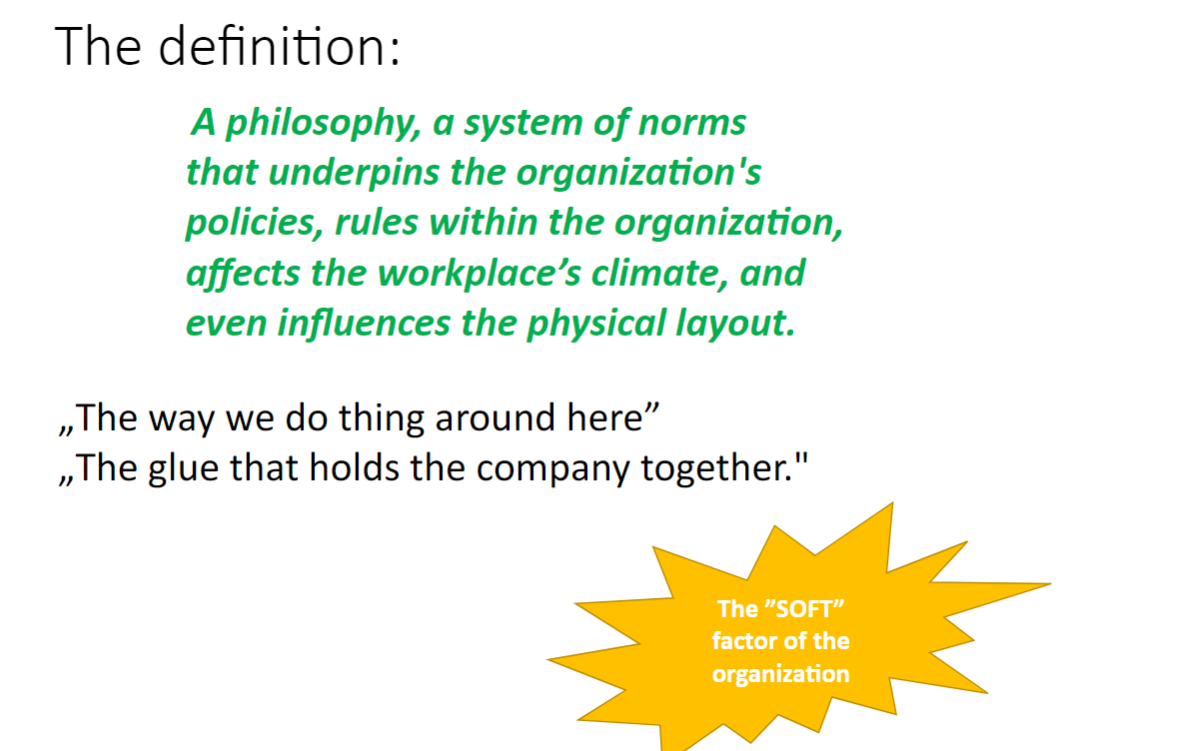 The definition:
A philosophy, a system of norms
that underpins the organization's
policies, rules within the organization,
affects the workplace’s climate, and
even influences the physical layout.
„The way we do thing around here”
„The glue that holds the company together."
The ”SOFT”
factor of the
organization